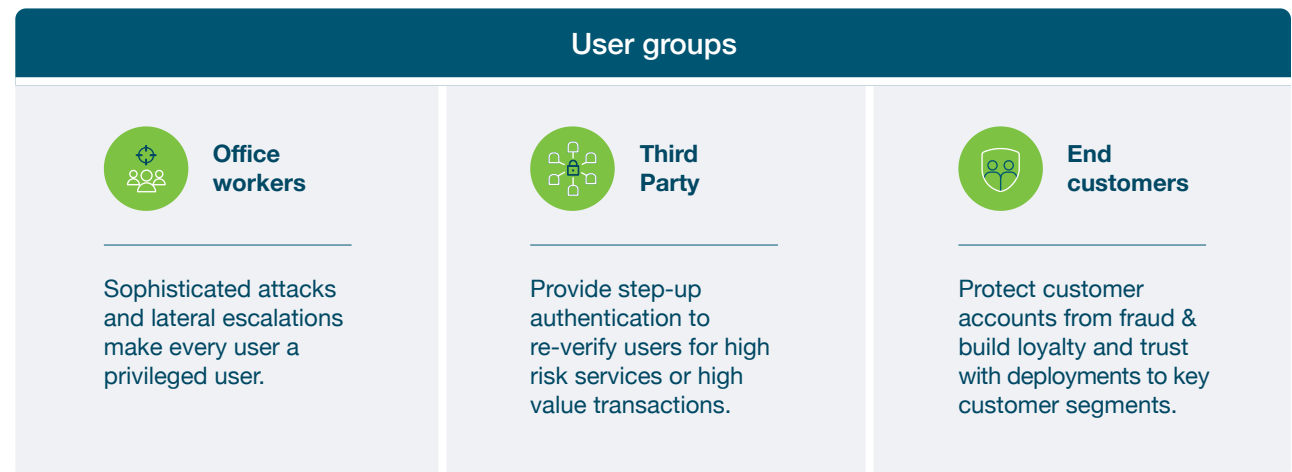 User groups
Office
workers
Sophisticated attacks
and lateral escalations
make every user a
privileged user.
Third
Party
Provide step-up
authentication to
re-verify users for high
risk services or high
value transactions.
End
customers
Protect customer
accounts from fraud &
build loyalty and trust
with deployments to key
customer segments.